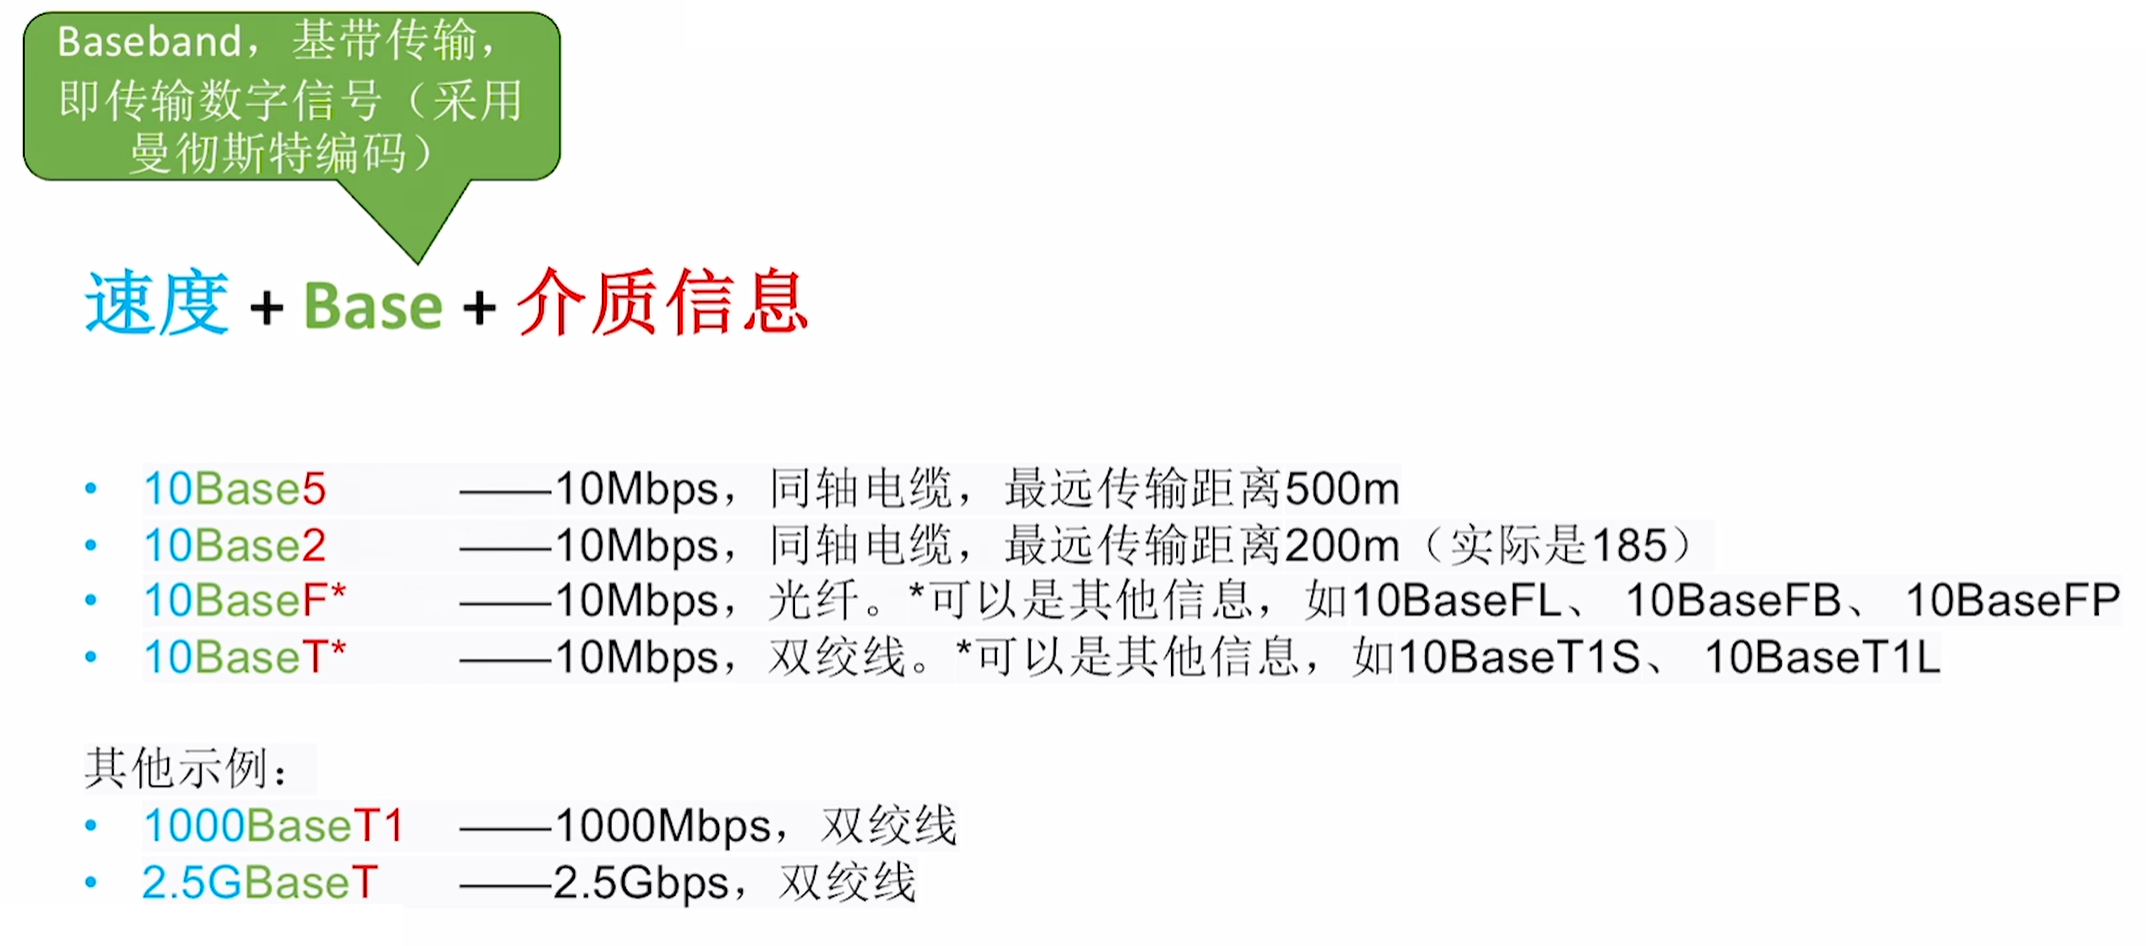 Baseband，基带传输，
即传输数字信号（采用
曼彻斯特编码）
速度 + Base + 介质信息
• 10Base5 ——10Mbps，同轴电缆，最远传输距离500m
• 10Base2 ——10Mbps，同轴电缆，最远传输距离200m（实际是185）
• 10BaseF* ——10Mbps，光纤。*可以是其他信息，如10BaseFL、 10BaseFB、 10BaseFP
• 10BaseT* ——10Mbps，双绞线。*可以是其他信息，如10BaseT1S、 10BaseT1L
其他示例：
• 1000BaseT1 ——1000Mbps，双绞线
• 2.5GBaseT ——2.5Gbps，双绞线